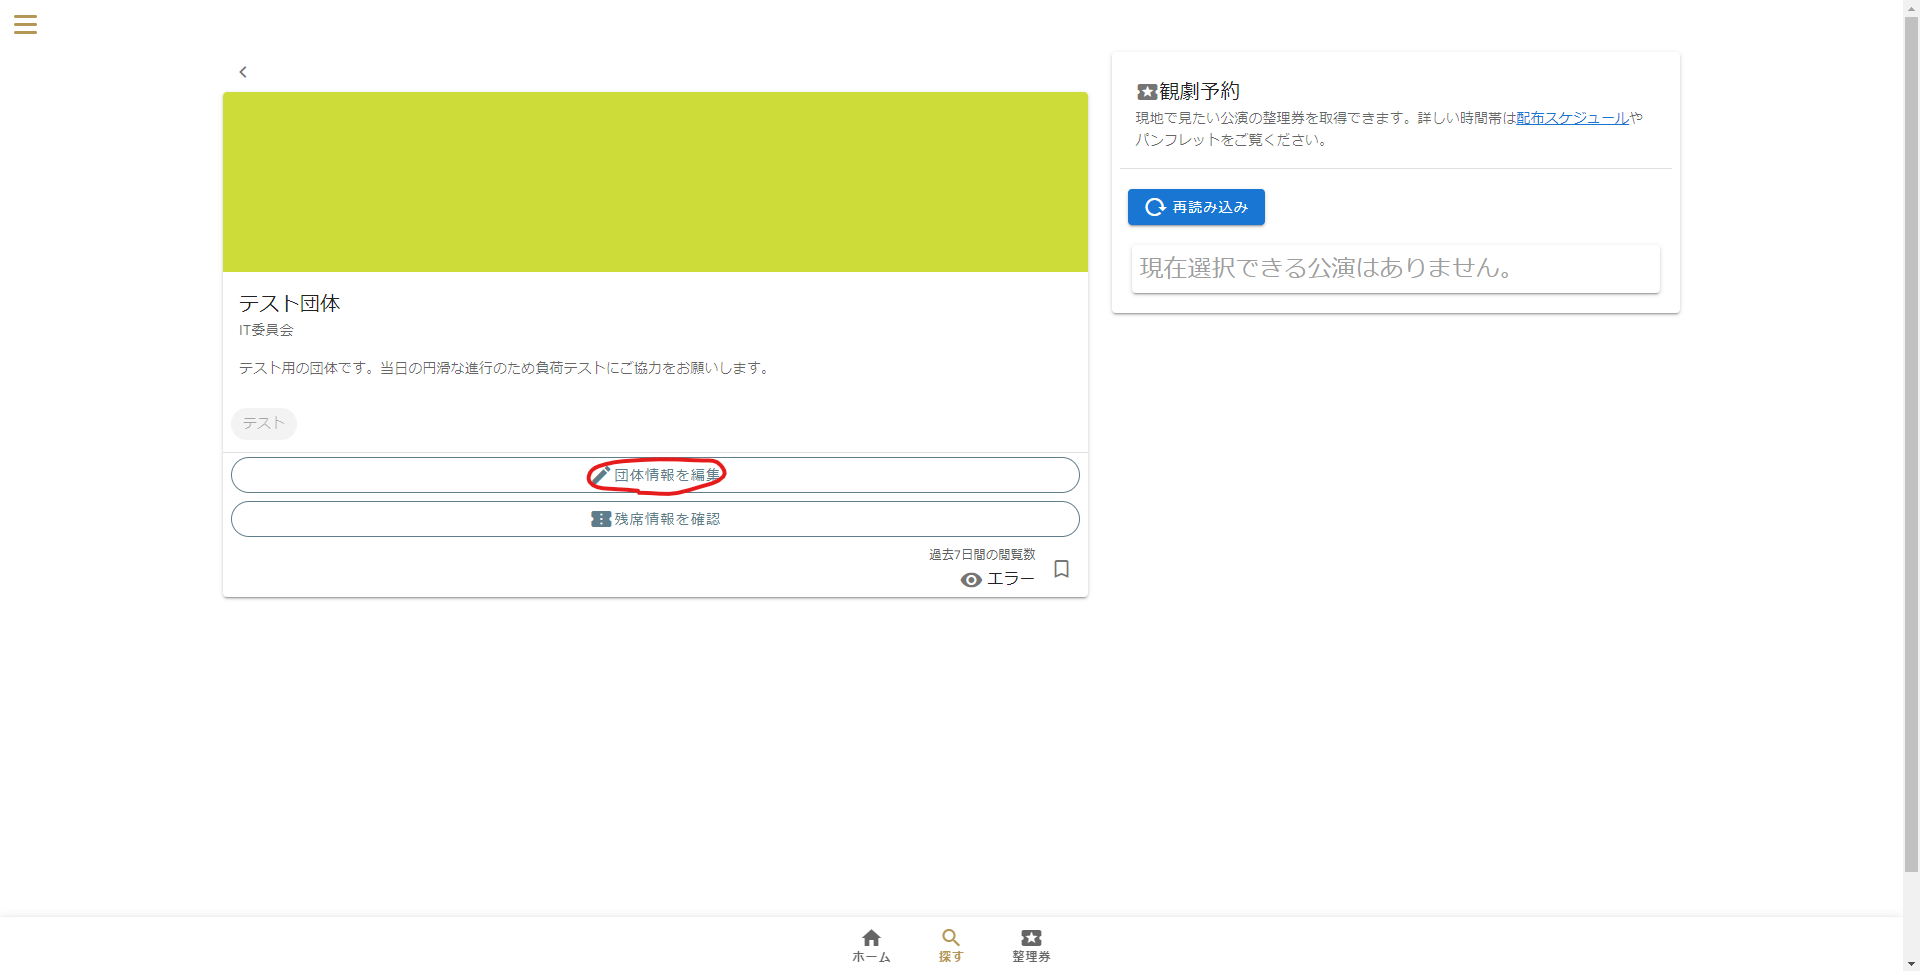 テスト団体
IT委員会
テスト用の団体です。当日の円滑な進行のため負荷テストにご協力をお願いします。
テスト
団体情報を編集
残席情報を確認
過去7日間の閲覧数
エラー
観劇予約
現地で見たい公演の整理券を取得できます。詳しい時間帯は配布スケジュールや
パンフレットをご覧ください。
再読み込み
現在選択できる公演はありません。
ホーム
探す
整理券